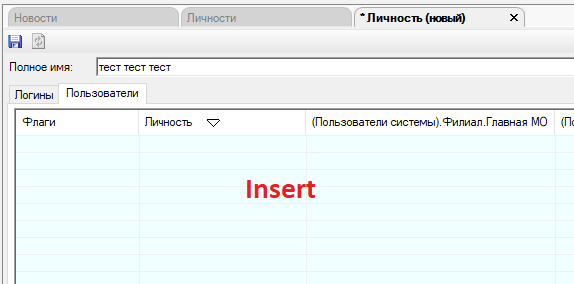 Новости Личности * Личность (новый)
Полное имя: тест тест тест
Логины Пользователи
Флаги Личность (Пользователи системы).Филиал.Главная МО (По
Insert